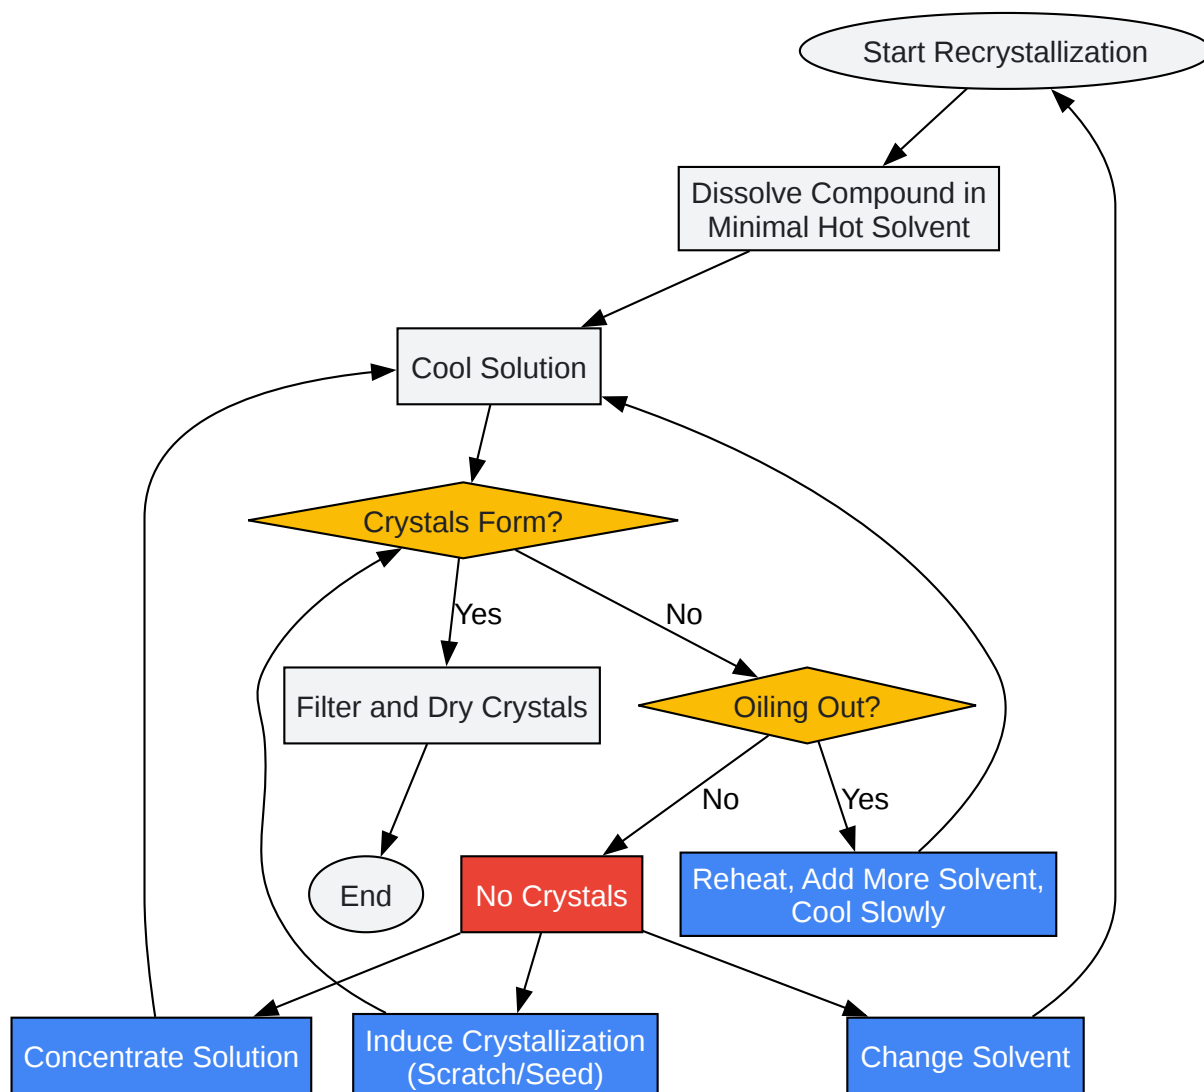 Start Recrystallization
Dissolve Compound in
Minimal Hot Solvent
Cool Solution
Crystals Form?
Yes
No
Filter and Dry Crystals
Oiling Out?
No
Yes
End
No Crystals
Reheat, Add More Solvent,
Cool Slowly
Concentrate Solution
Induce Crystallization
(Scratch/Seed)
Change Solvent